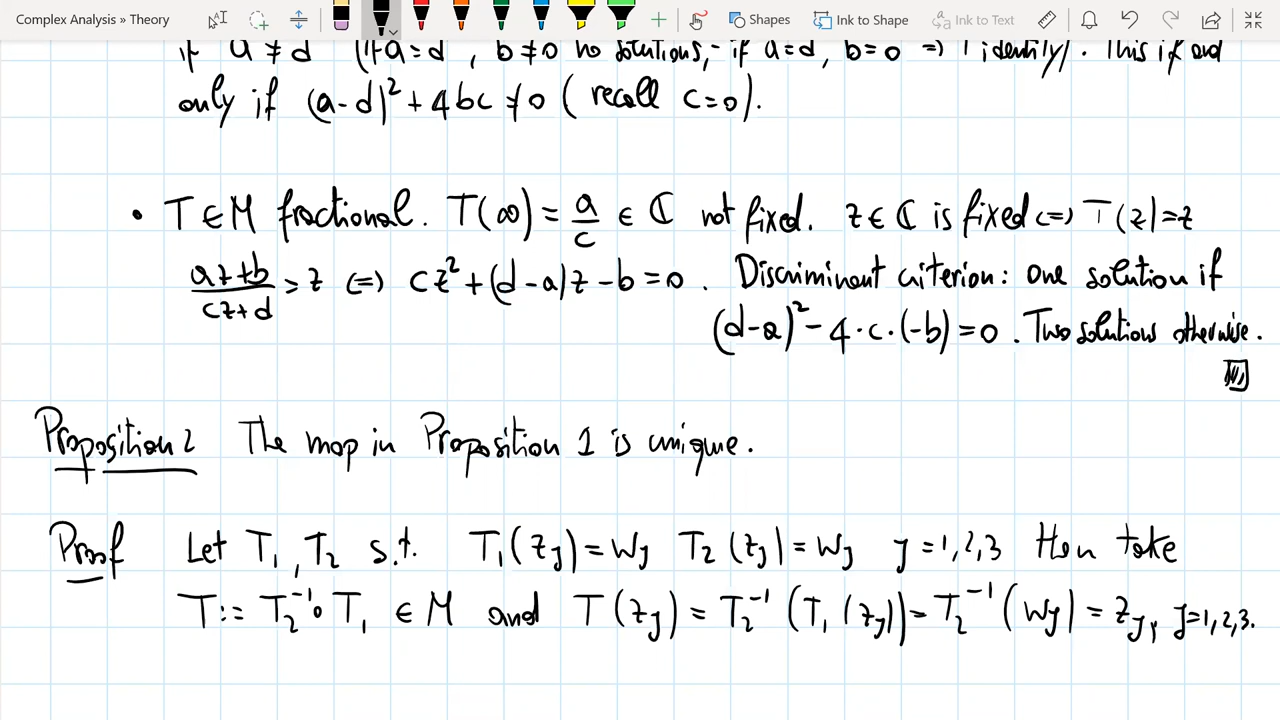 Complex Analysis » Theory
Shapes
Ink to Shape
Ink to Text
if a ≠ d (if a = d, b ≠ 0 no solutions, - if a = d, b = 0 ⇒ T identity). This if and
only if (a-d)² + 4bc ≠ 0 (recall c = 0).
• T ∈ M fractional. T(∞) = a/c ∈ ℂ not fixed. z ∈ ℂ is fixed ⇔ T(z) = z
(az+b)/(cz+d) = z ⇔ cz² + (d-a)z - b = 0. Discriminant criterion: one solution if
(d-a)² - 4·c·(-b) = 0. Two solutions otherwise.
Proposition 2 The map in Proposition 1 is unique.
Proof Let T₁, T₂ s.t. T₁(zⱼ) = wⱼ T₂(zⱼ) = wⱼ j = 1,2,3 then take
T := T₂⁻¹ ∘ T₁ ∈ M and T(zⱼ) = T₂⁻¹(T₁(zⱼ)) = T₂⁻¹(wⱼ) = zⱼ, j=1,2,3.